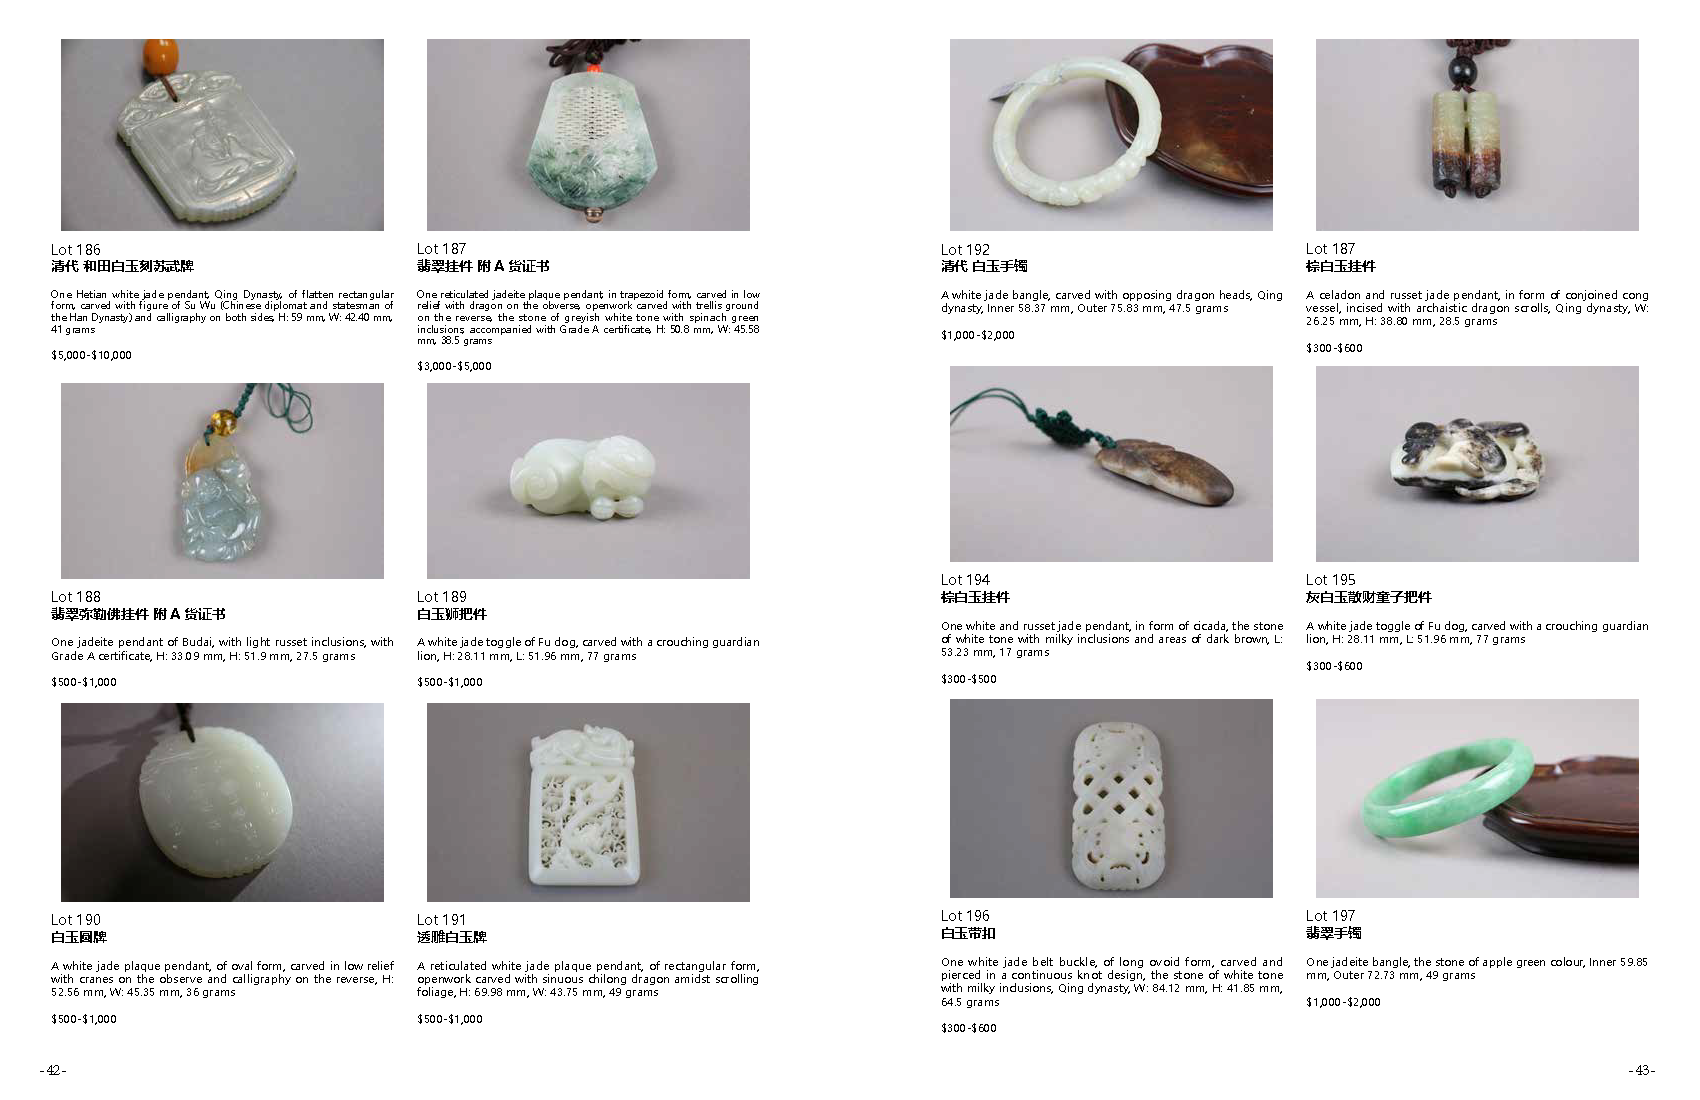 Lot 186
清代 和田白玉刻苏武牌
One Hetian white jade pendant, Qing Dynasty, of flatten rectangular
form, carved with figure of Su Wu (Chinese diplomat and statesman of
the Han Dynasty) and calligraphy on both sides, H: 59 mm, W: 42.40 mm,
41 grams
$5,000-$10,000
Lot 187
翡翠挂件 附 A 货证书
One reticulated jadeite plaque pendant, in trapezoid form, carved in low
relief with dragon on the obverse, openwork carved with trellis ground
on the reverse, the stone of greyish white tone with spinach green
inclusions, accompanied with Grade A certificate, H: 50.8 mm, W: 45.58
mm, 38.5 grams
$3,000-$5,000
Lot 188
翡翠弥勒佛挂件 附 A 货证书
One jadeite pendant of Budai, with light russet inclusions, with
Grade A certificate, H: 33.09 mm, H: 51.9 mm, 27.5 grams
$500-$1,000
Lot 189
白玉狮把件
A white jade toggle of Fu dog, carved with a crouching guardian
lion, H: 28.11 mm, L: 51.96 mm, 77 grams
$500-$1,000
Lot 190
白玉圆牌
A white jade plaque pendant, of oval form, carved in low relief
with cranes on the observe and calligraphy on the reverse, H:
52.56 mm, W: 45.35 mm, 36 grams
$500-$1,000
Lot 191
透雕白玉牌
A reticulated white jade plaque pendant, of rectangular form,
openwork carved with sinuous chilong dragon amidst scrolling
foliage, H: 69.98 mm, W: 43.75 mm, 49 grams
$500-$1,000
-42-
Lot 192
清代 白玉手镯
A white jade bangle, carved with opposing dragon heads, Qing
dynasty, Inner 58.37 mm, Outer 75.83 mm, 47.5 grams
$1,000-$2,000
Lot 187
棕白玉挂件
A celadon and russet jade pendant, in form of conjoined cong
vessel, incised with archaistic dragon scrolls, Qing dynasty, W:
26.25 mm, H: 38.80 mm, 28.5 grams
$300-$600
Lot 194
棕白玉挂件
One white and russet jade pendant, in form of cicada, the stone
of white tone with milky inclusions and areas of dark brown, L:
53.23 mm, 17 grams
$300-$500
Lot 195
灰白玉散财童子把件
A white jade toggle of Fu dog, carved with a crouching guardian
lion, H: 28.11 mm, L: 51.96 mm, 77 grams
$300-$600
Lot 196
白玉带扣
One white jade belt buckle, of long ovoid form, carved and
pierced in a continuous knot design, the stone of white tone
with milky inclusions, Qing dynasty, W: 84.12 mm, H: 41.85 mm,
64.5 grams
$300-$600
Lot 197
翡翠手镯
One jadeite bangle, the stone of apple green colour, Inner 59.85
mm, Outer 72.73 mm, 49 grams
$1,000-$2,000
-43-